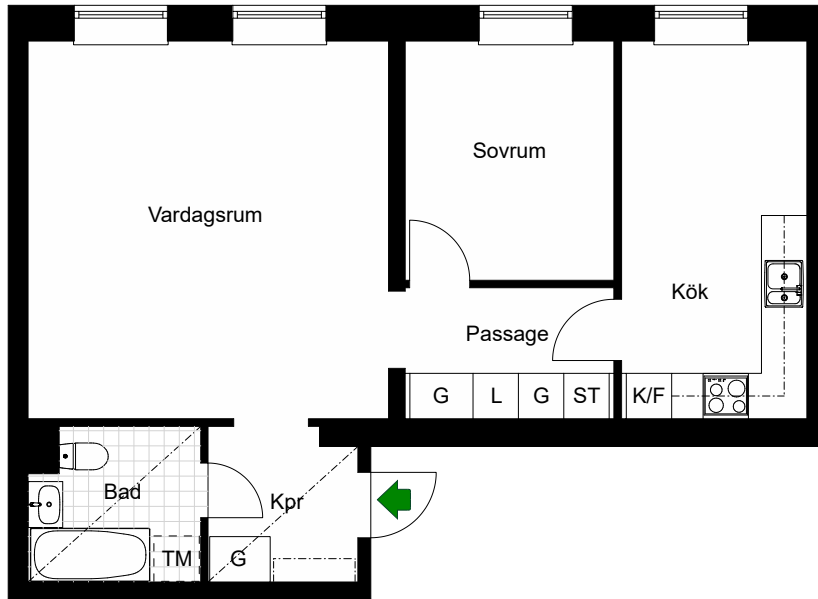 Sovrum
Vardagsrum
Kök
Passage
G L G ST K/F
Bad
Kpr
TM G